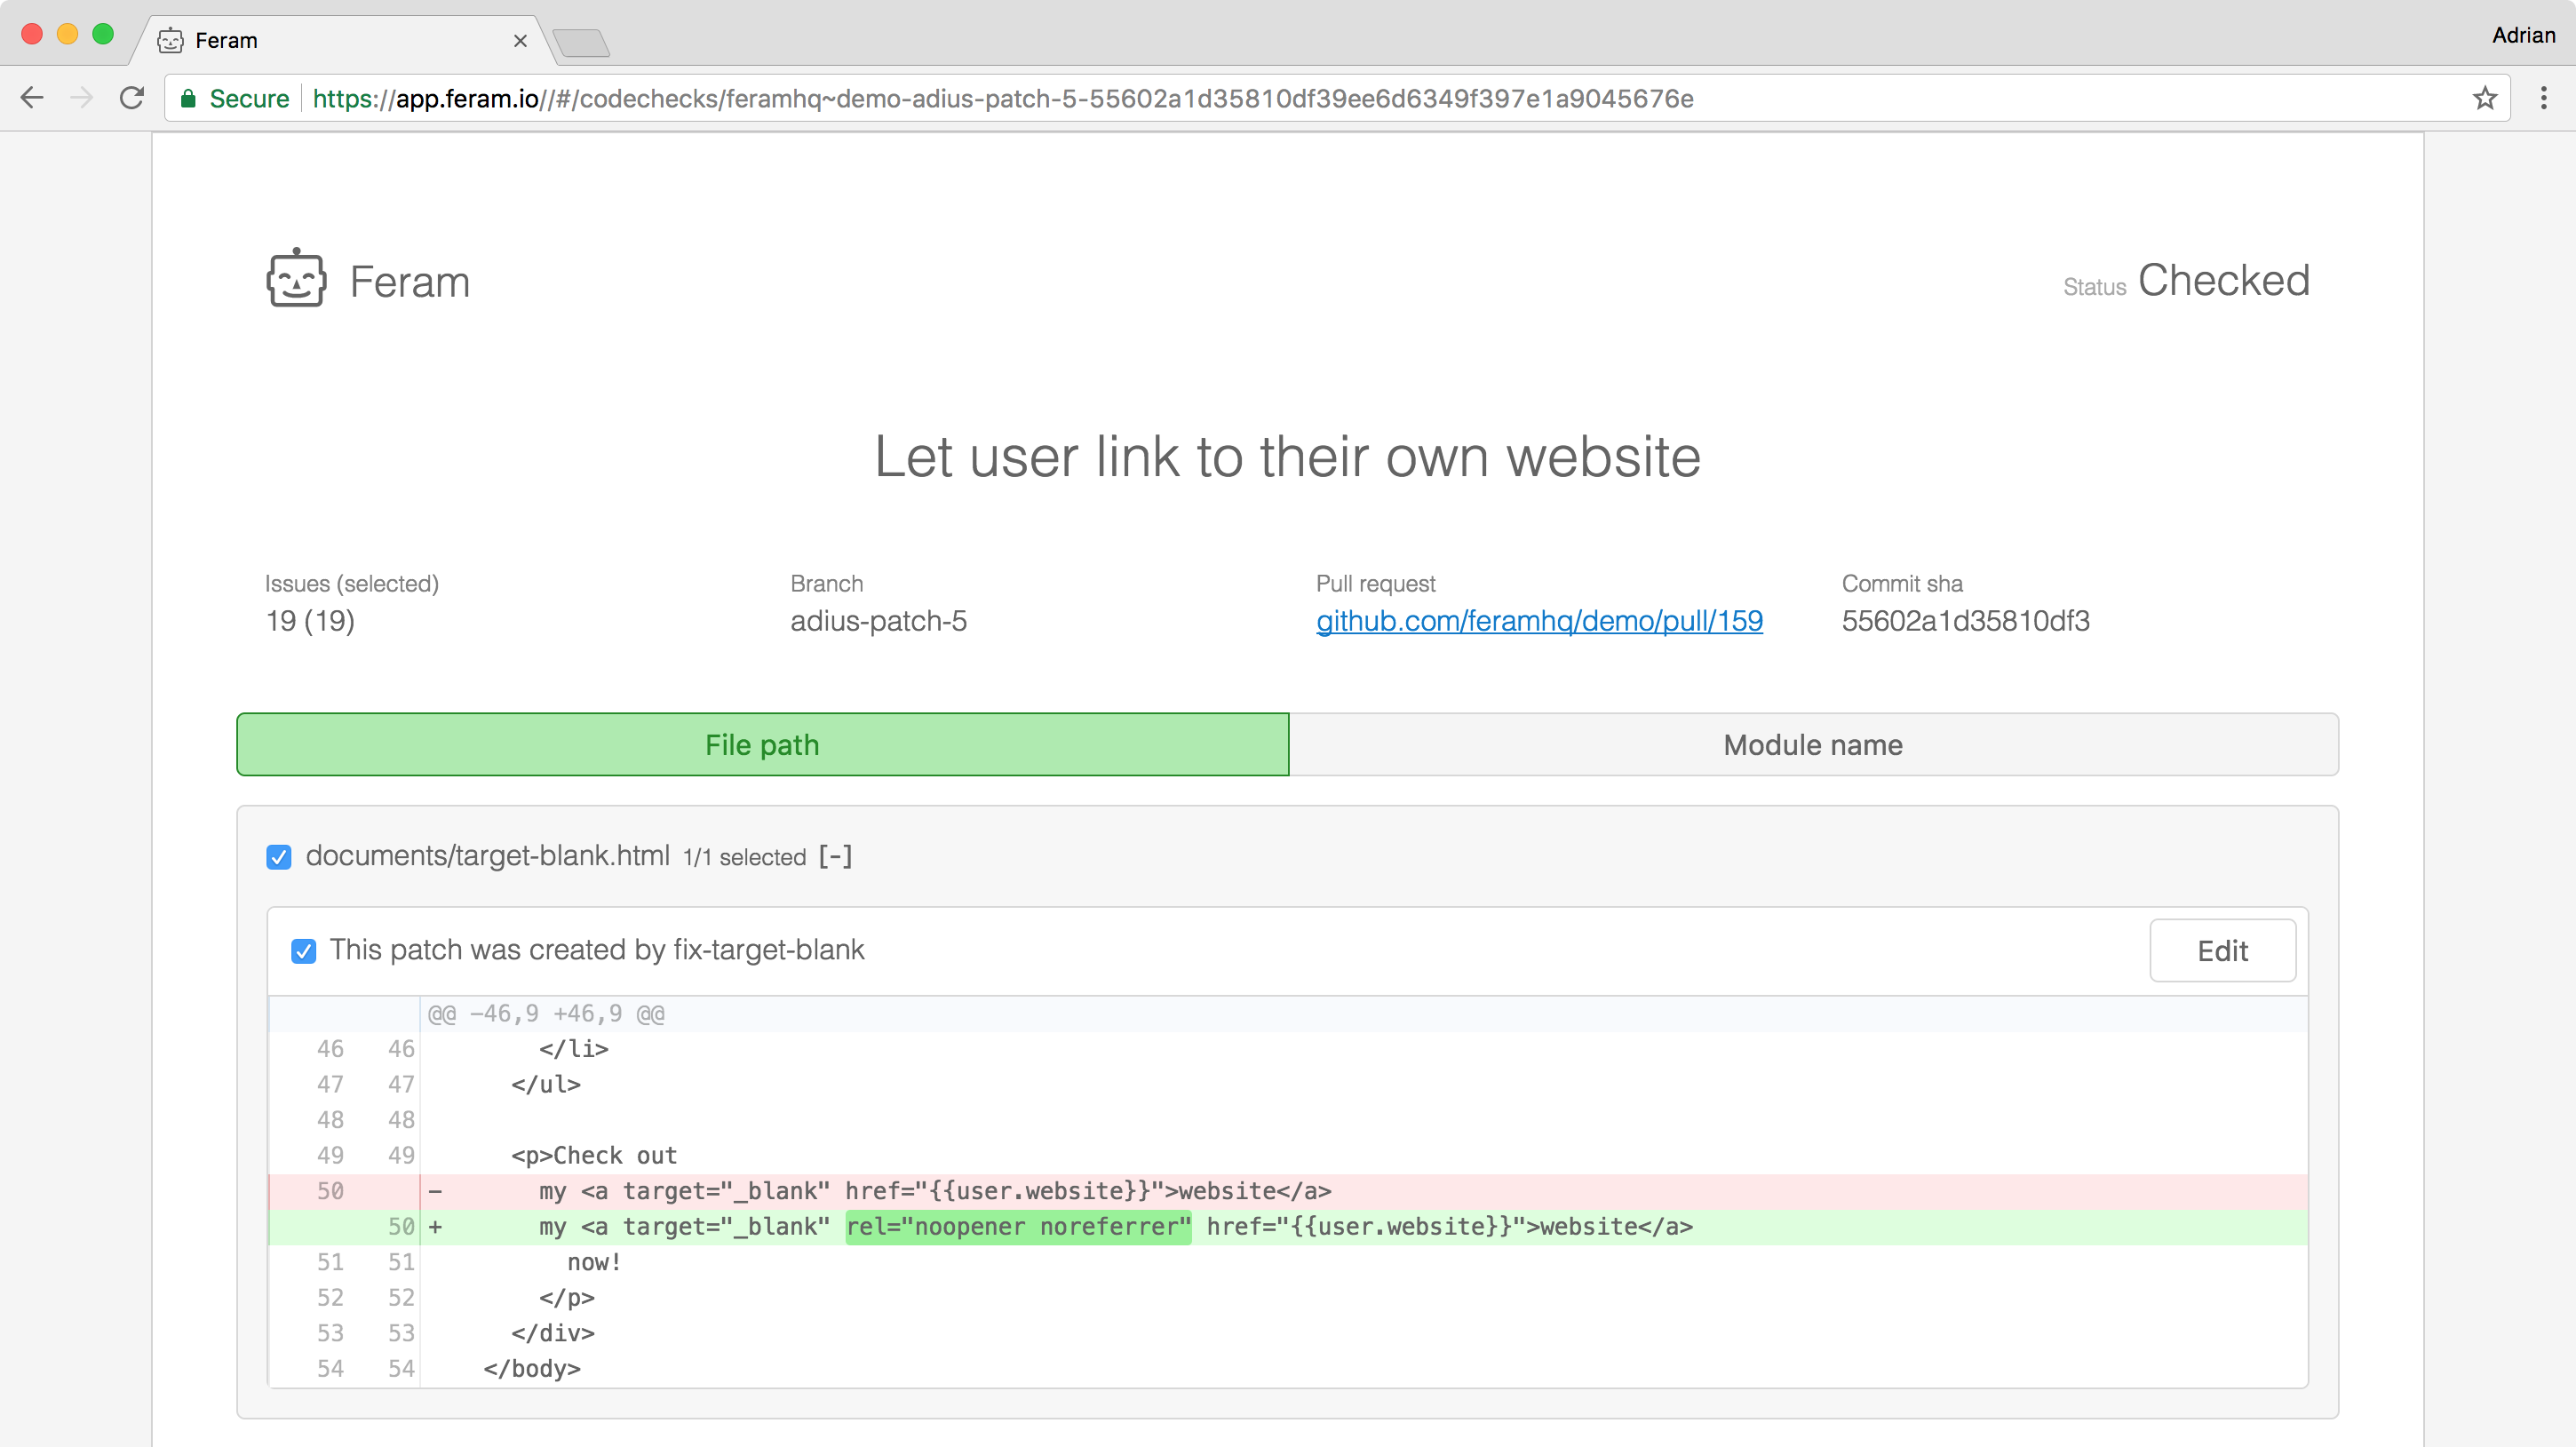 Feram
Adrian
Secure https://app.feram.io//#/codechecks/feramhq~demo-adius-patch-5-55602a1d35810df39ee6d6349f397e1a9045676e
Feram
Status Checked
Let user link to their own website
Issues (selected) Branch Pull request Commit sha
19 (19) adius-patch-5 github.com/feramhq/demo/pull/159 55602a1d35810df3
File path Module name
documents/target-blank.html 1/1 selected [-]
This patch was created by fix-target-blank Edit
@@ -46,9 +46,9 @@
46 46 </li>
47 47 </ul>
48 48
49 49 <p>Check out
50 - my <a target="_blank" href="{{user.website}}">website</a>
50 + my <a target="_blank" rel="noopener noreferrer" href="{{user.website}}">website</a>
51 51 now!
52 52 </p>
53 53 </div>
54 54 </body>